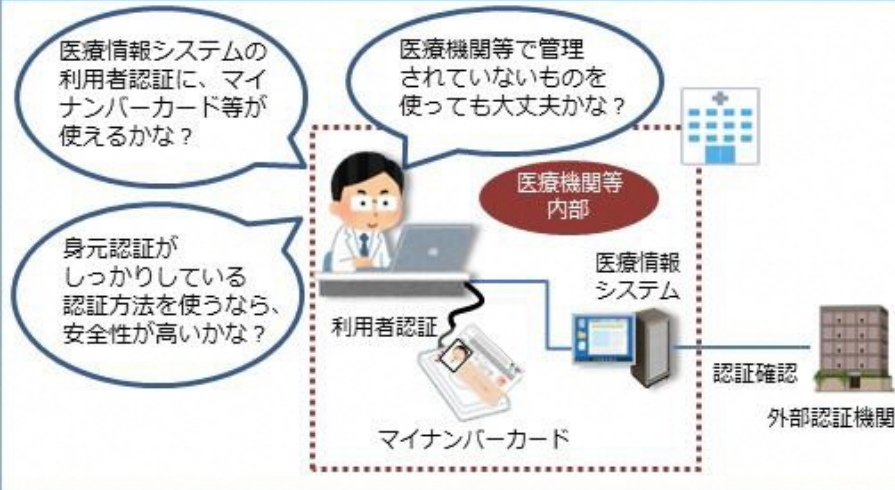 医療情報システムの
利用者認証に、マイ
ナンバーカード等が
使えるかな？
医療機関等で管理
されていないものを
使っても大丈夫かな？
医療機関等
内部
身元認証が
しっかりしている
認証方法を使うなら、
安全性が高いかな？
医療情報
システム
利用者認証
認証確認
外部認証機関
マイナンバーカード